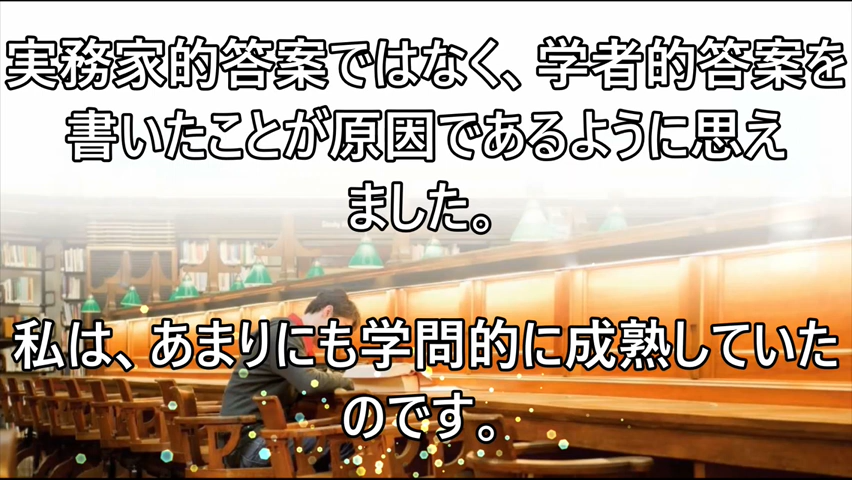 実務家的答案ではなく、学者的答案を
書いたことが原因であるように思え
ました。
私は、あまりにも学問的に成熟していた
のです。